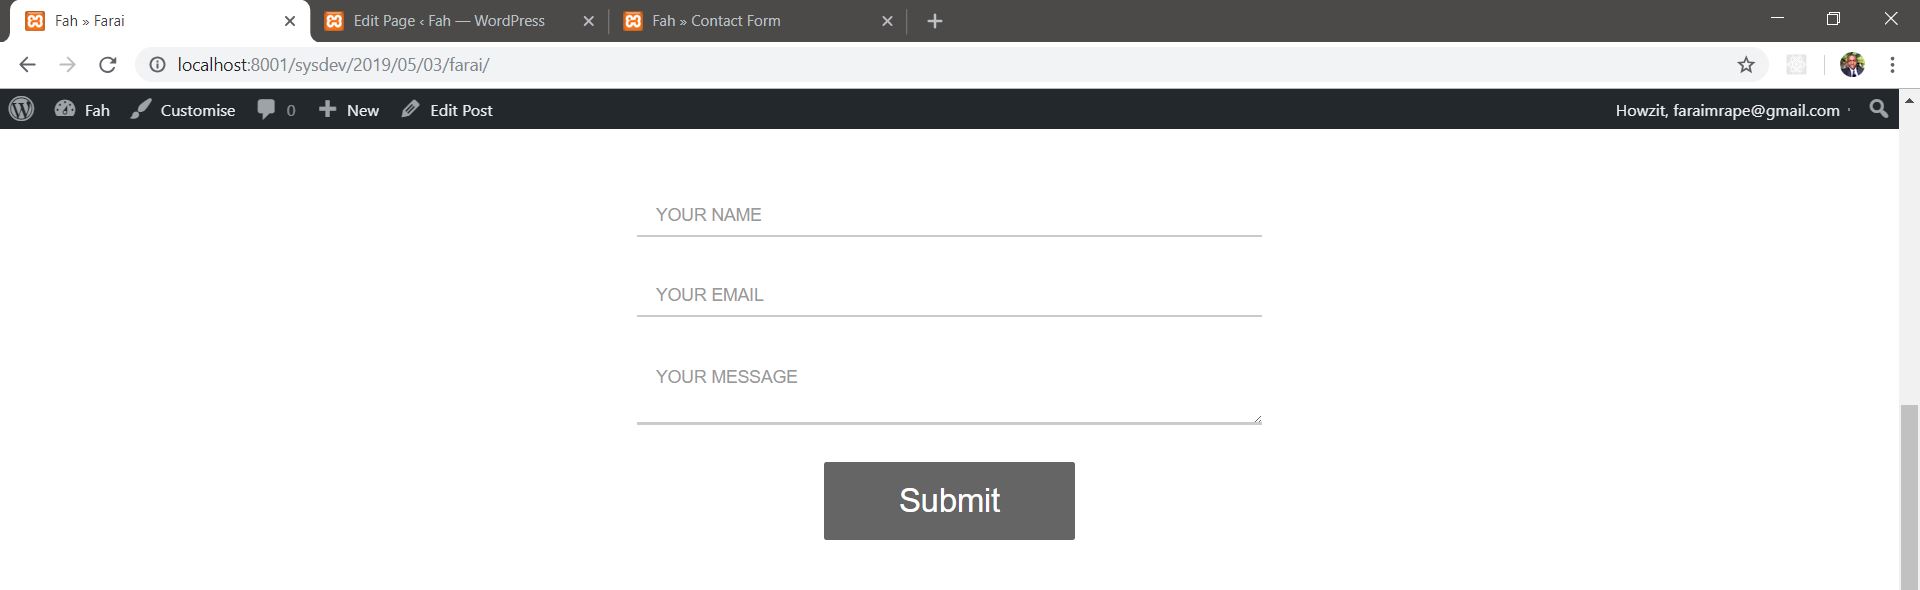 Fah » Farai
Edit Page ‹ Fah — WordPress
Fah » Contact Form
localhost:8001/sysdev/2019/05/03/farai/
Fah
Customise
0
New
Edit Post
Howzit, faraimrape@gmail.com
YOUR NAME
YOUR EMAIL
YOUR MESSAGE
Submit